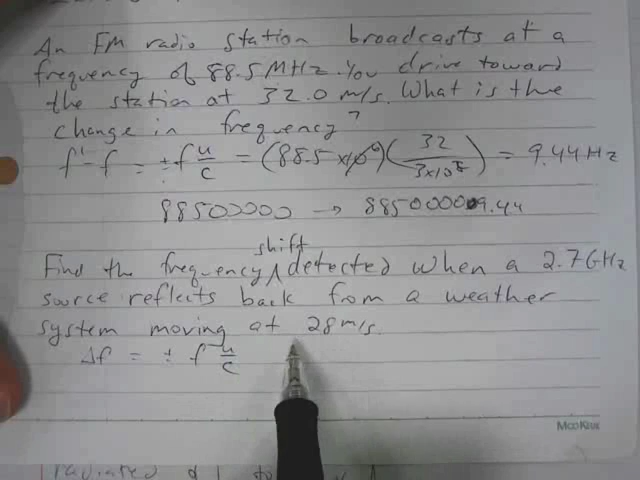 An FM radio station broadcasts at a
frequency of 88.5 MHz. You drive toward
the station at 32.0 m/s. What is the
change in frequency?
f' - f = ± f u/c = (88.5 × 10⁶)(32/3×10⁸) = 9.44 Hz
88500000 → 88500009.44
shift
Find the frequency ∧ detected when a 2.7 GHz
source reflects back from a weather
system moving at 28 m/s.
Δf = ± f u/c
radiated